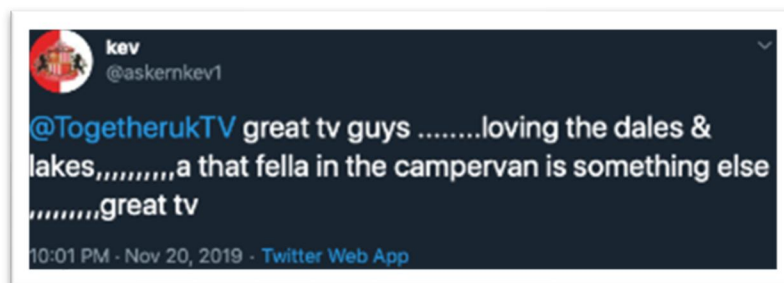 kev
@askernkev1
@TogetherukTV great tv guys ........loving the dales &
lakes,,,,,,,,,,a that fella in the campervan is something else
,,,,,,,,,great tv
10:01 PM · Nov 20, 2019 · Twitter Web App